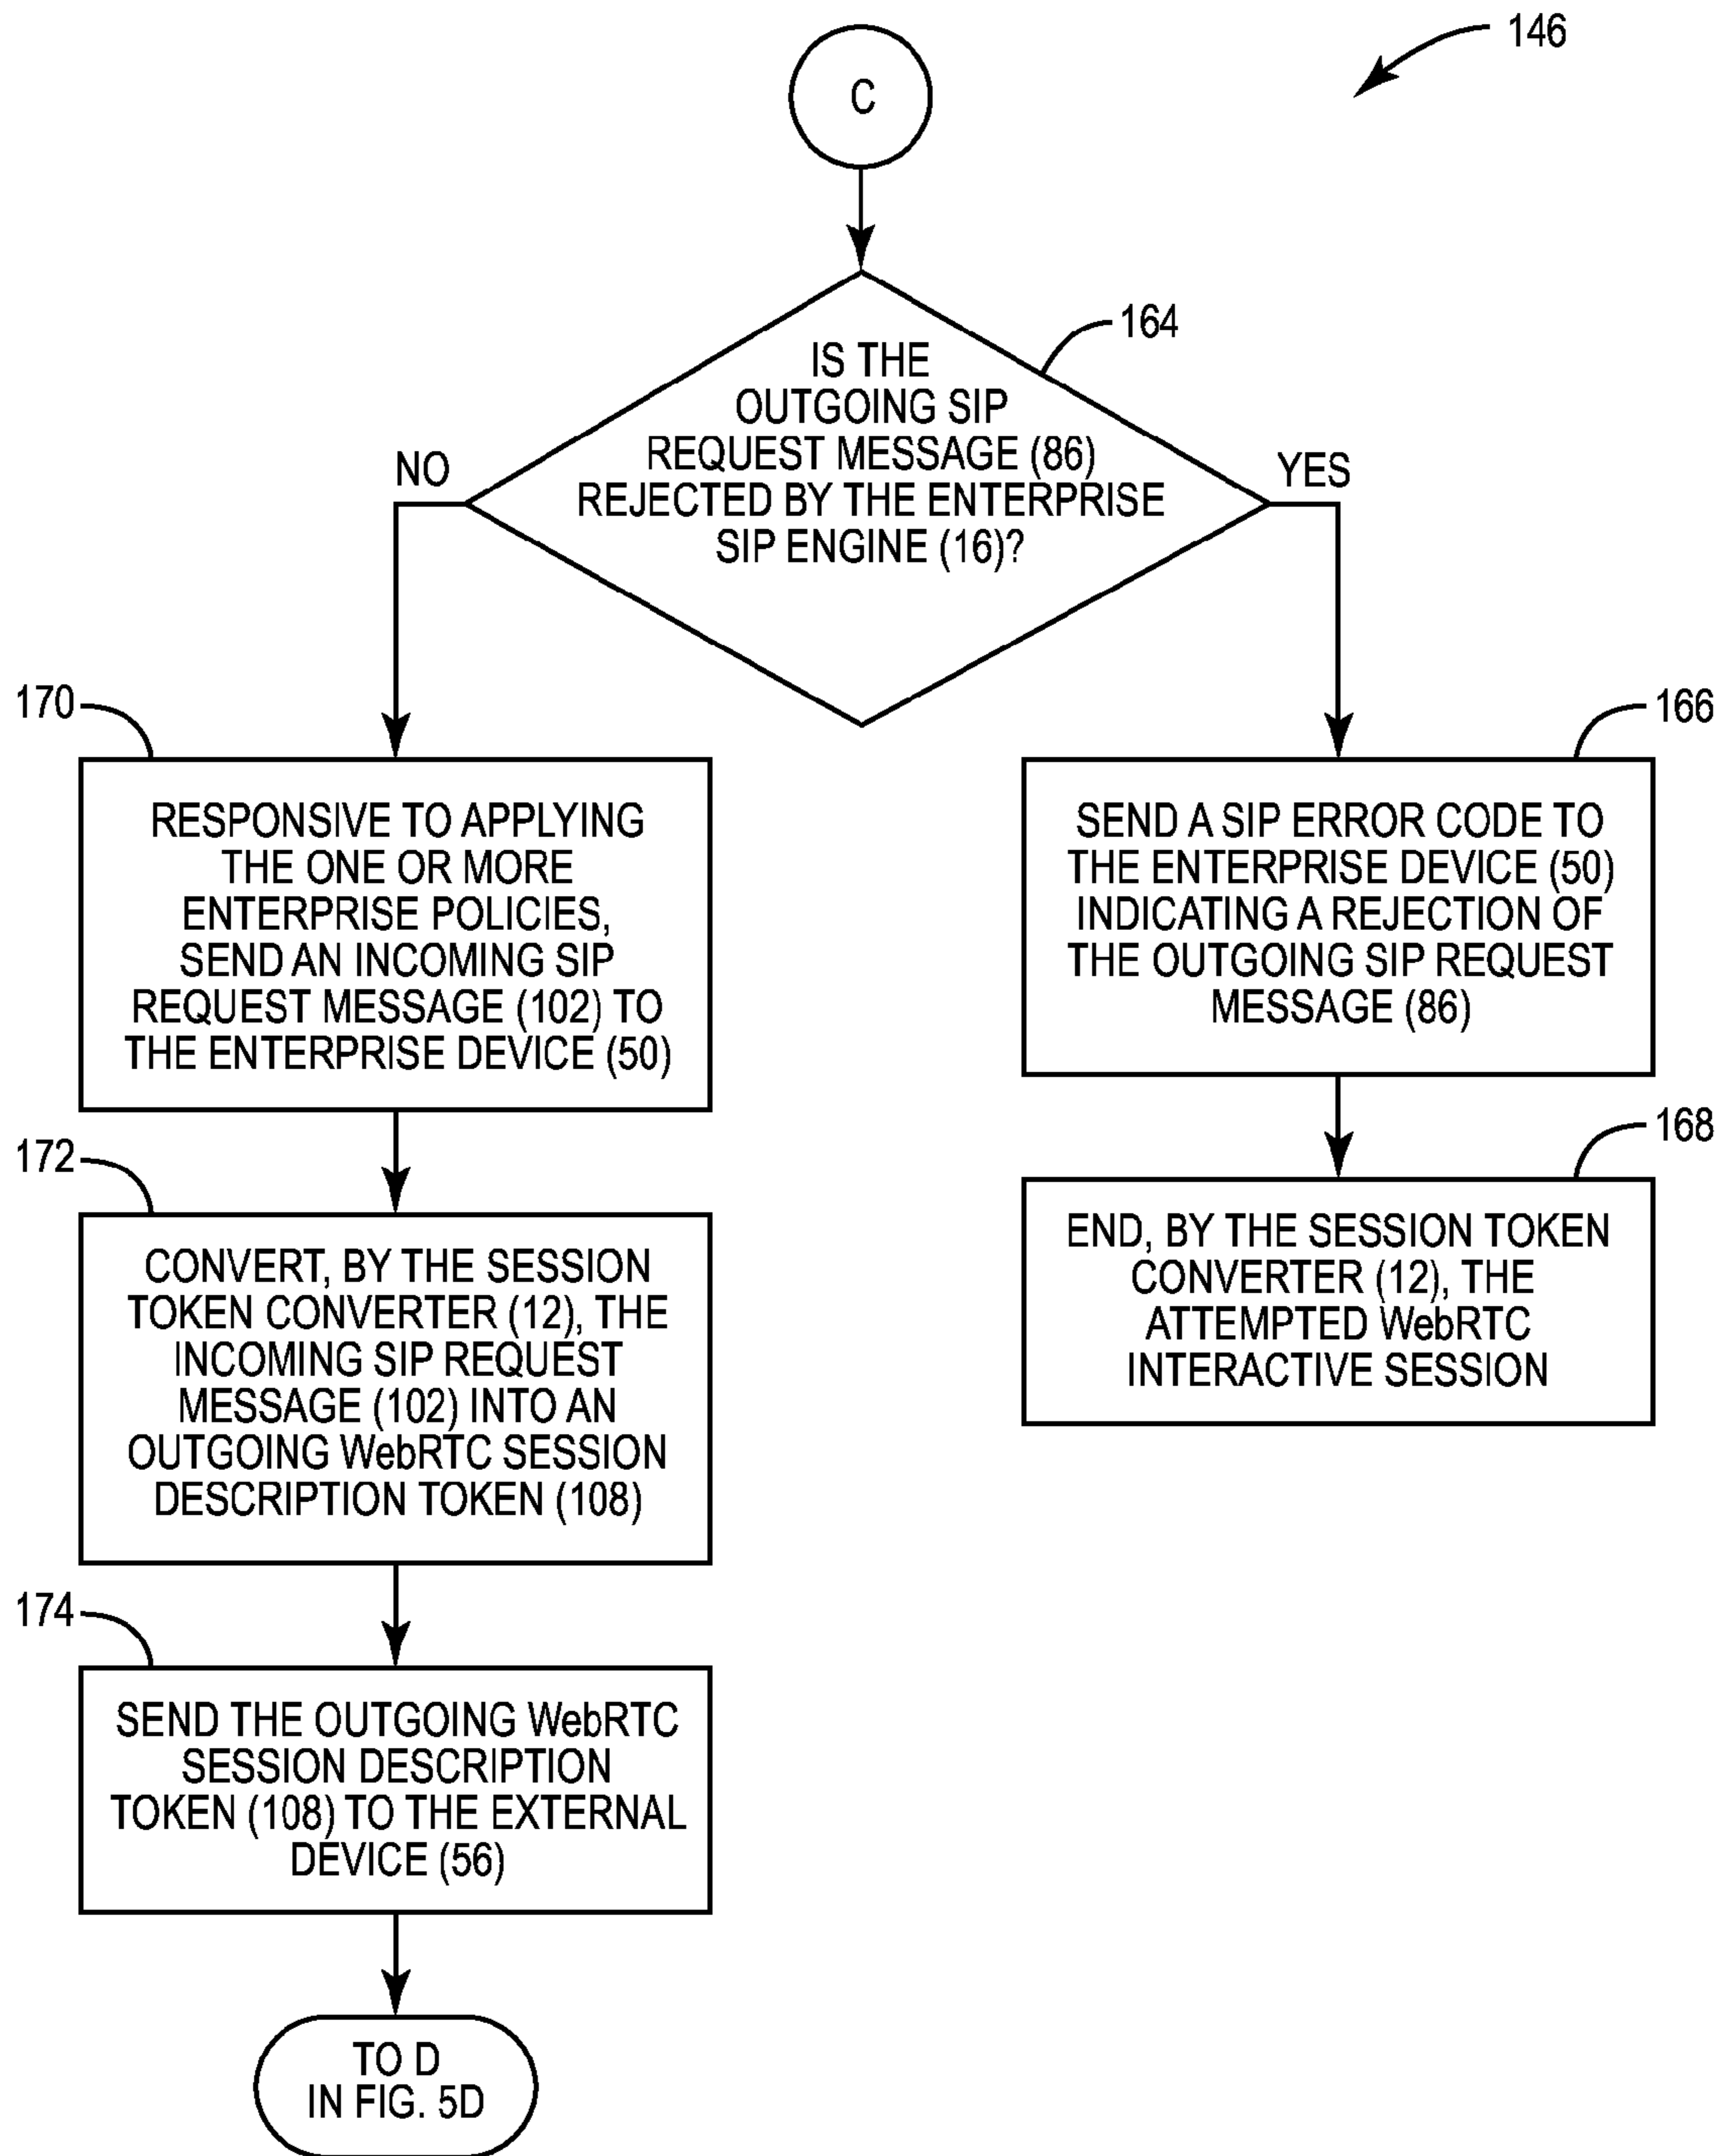 146
C
164
IS THE
OUTGOING SIP
REQUEST MESSAGE (86)
REJECTED BY THE ENTERPRISE
SIP ENGINE (16)?
NO
YES
170
RESPONSIVE TO APPLYING
THE ONE OR MORE
ENTERPRISE POLICIES,
SEND AN INCOMING SIP
REQUEST MESSAGE (102) TO
THE ENTERPRISE DEVICE (50)
166
SEND A SIP ERROR CODE TO
THE ENTERPRISE DEVICE (50)
INDICATING A REJECTION OF
THE OUTGOING SIP REQUEST
MESSAGE (86)
172
CONVERT, BY THE SESSION
TOKEN CONVERTER (12), THE
INCOMING SIP REQUEST
MESSAGE (102) INTO AN
OUTGOING WebRTC SESSION
DESCRIPTION TOKEN (108)
168
END, BY THE SESSION TOKEN
CONVERTER (12), THE
ATTEMPTED WebRTC
INTERACTIVE SESSION
174
SEND THE OUTGOING WebRTC
SESSION DESCRIPTION
TOKEN (108) TO THE EXTERNAL
DEVICE (56)
TO D
IN FIG. 5D